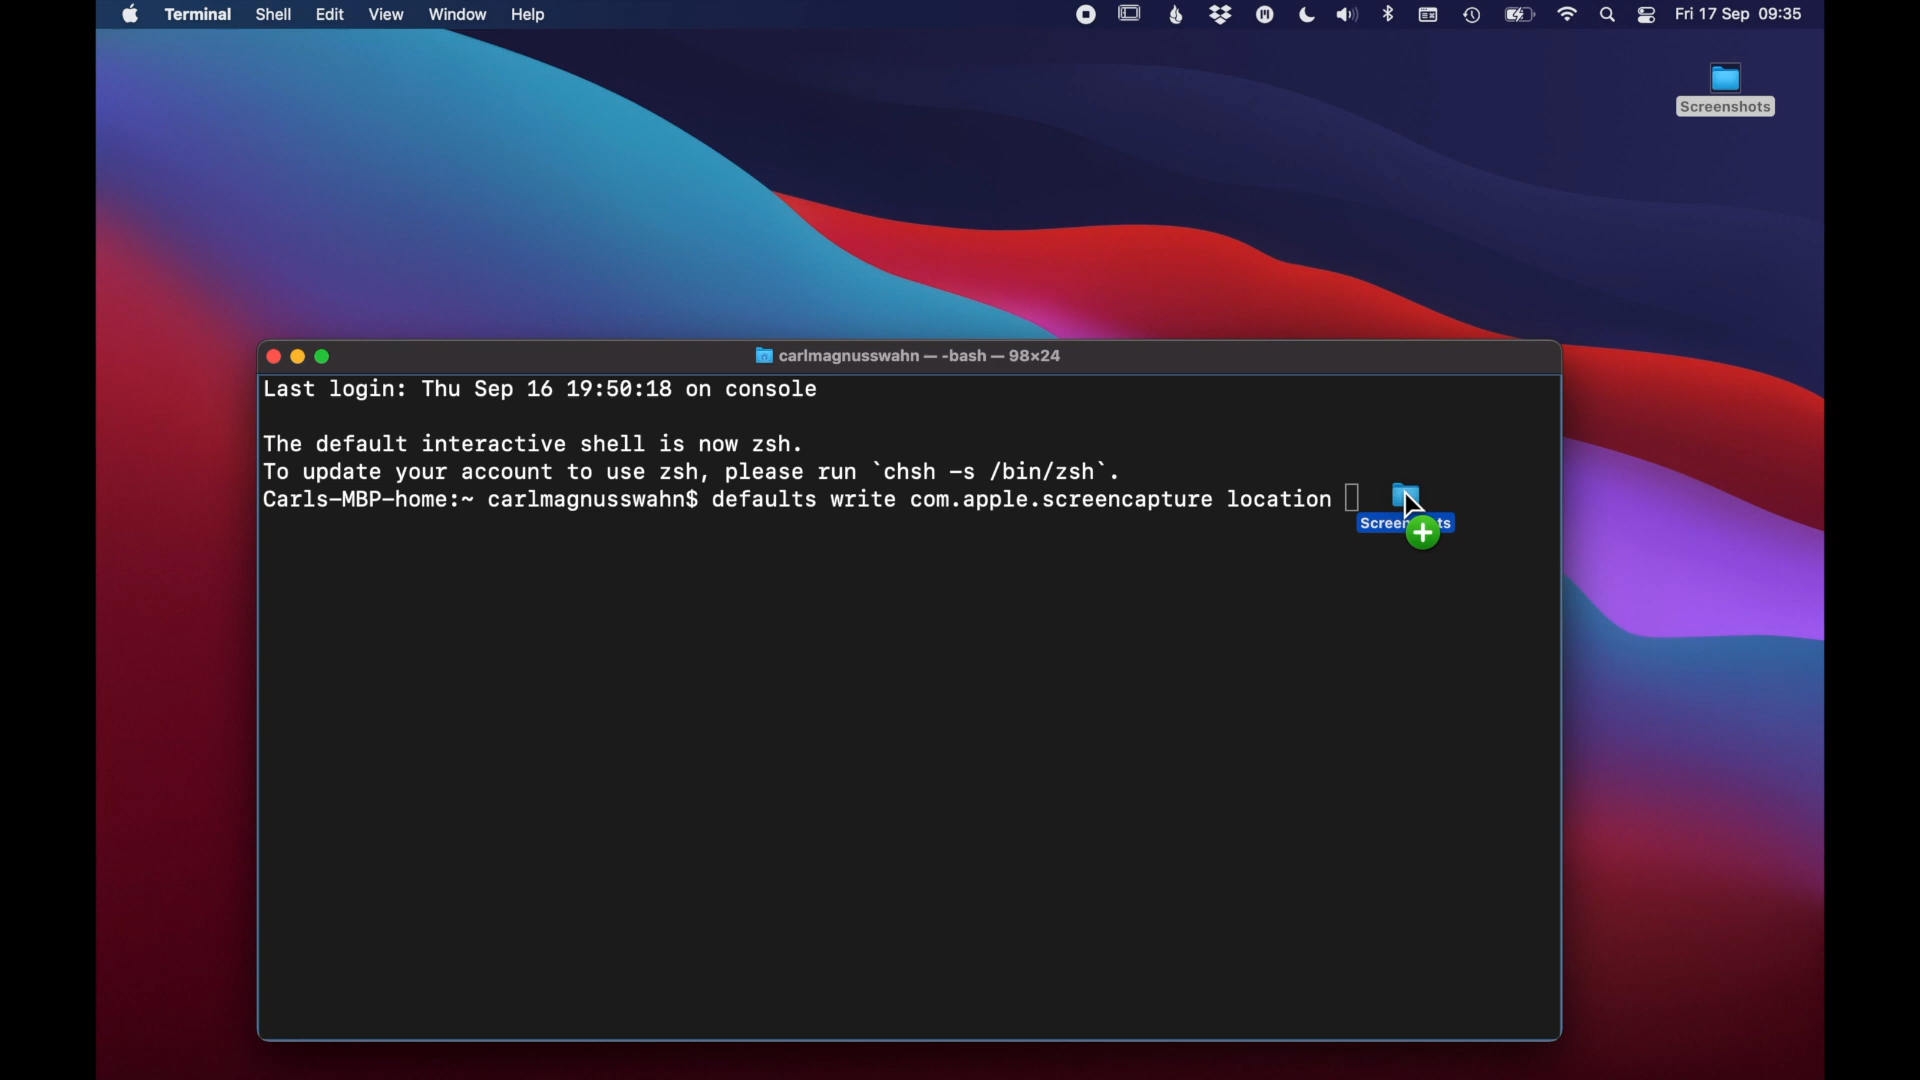 Terminal Shell Edit View Window Help Fri 17 Sep 09:35
Screenshots
carlmagnusswahn — -bash — 98×24
Last login: Thu Sep 16 19:50:18 on console
The default interactive shell is now zsh.
To update your account to use zsh, please run `chsh -s /bin/zsh`.
Carls-MBP-home:~ carlmagnusswahn$ defaults write com.apple.screencapture location